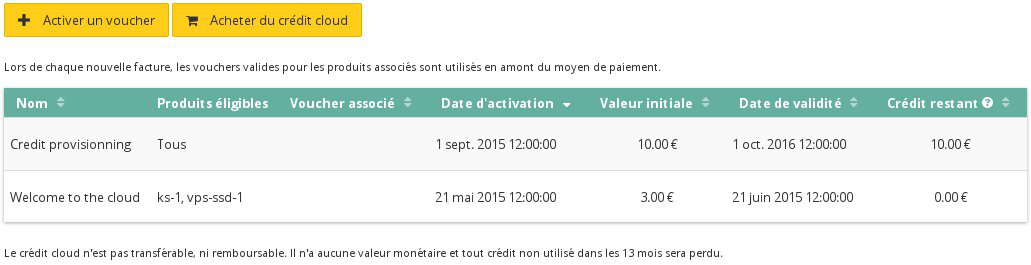 Activer un voucher Acheter du crédit cloud
Lors de chaque nouvelle facture, les vouchers valides pour les produits associés sont utilisés en amont du moyen de paiement.
Nom Produits éligibles Voucher associé Date d'activation Valeur initiale Date de validité Crédit restant ?
Credit provisionning Tous 1 sept. 2015 12:00:00 10.00 € 1 oct. 2016 12:00:00 10.00 €
Welcome to the cloud ks-1, vps-ssd-1 21 mai 2015 12:00:00 3.00 € 21 juin 2015 12:00:00 0.00 €
Le crédit cloud n'est pas transférable, ni remboursable. Il n'a aucune valeur monétaire et tout crédit non utilisé dans les 13 mois sera perdu.